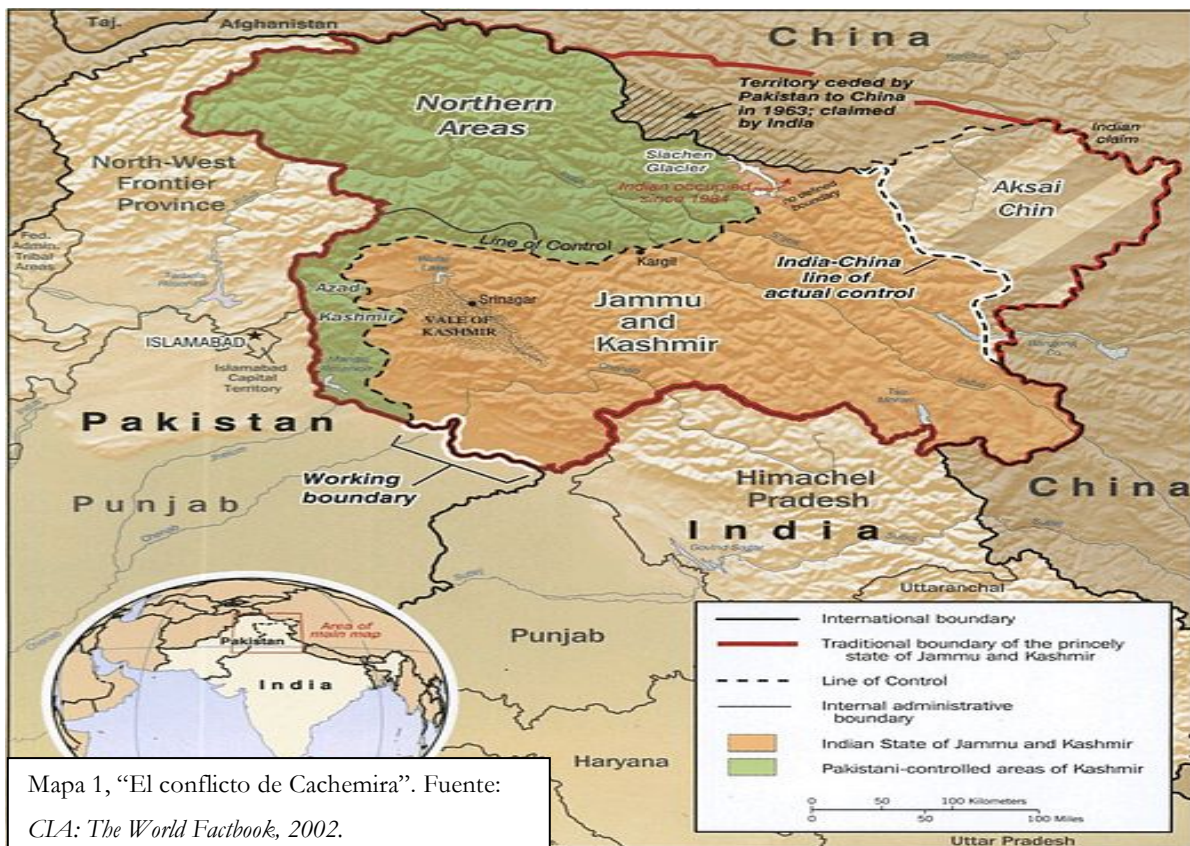 Taj.
Afghanistan
China
Northern
Areas
Territory ceded by
Pakistan to China
in 1963; claimed
by India
Indian
claim
North-West
Frontier
Province
Siachen
Glacier
Indian occupied
since 1984
no defined
boundary
Aksai
Chin
Fed.
Admin.
Tribal
Areas
Line of Control
Kargil
India-China
line of
actual control
Azad
Kashmir
Srinagar
VALE OF
KASHMIR
Jammu
and
Kashmir
ISLAMABAD
Islamabad
Capital
Territory
Pakistan
Working
boundary
Himachel
Pradesh
China
Punjab
India
Uttaranchal
Area of
main map
Pakistan
India
Punjab
Haryana
Uttar Pradesh
International boundary
Traditional boundary of the princely
state of Jammu and Kashmir
Line of Control
Internal administrative
boundary
Indian State of Jammu and Kashmir
Pakistani-controlled areas of Kashmir
0 50 100 Kilometers
0 50 100 Miles
Mapa 1, “El conflicto de Cachemira”. Fuente:
CIA: The World Factbook, 2002.